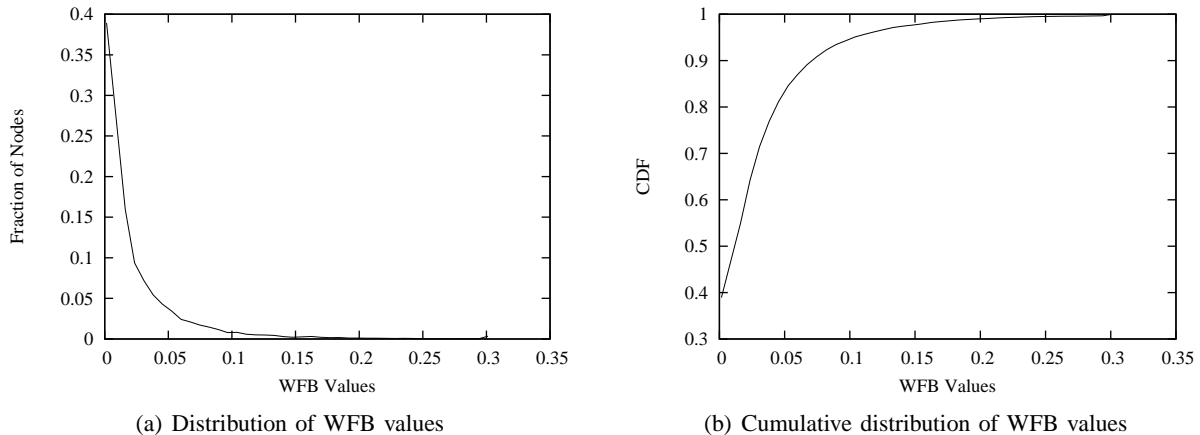 0.4
0.35
0.3
0.25
0.2
0.15
0.1
0.05
0
Fraction of Nodes
0 0.05 0.1 0.15 0.2 0.25 0.3 0.35
WFB Values
(a) Distribution of WFB values
1
0.9
0.8
0.7
0.6
0.5
0.4
0.3
CDF
0 0.05 0.1 0.15 0.2 0.25 0.3 0.35
WFB Values
(b) Cumulative distribution of WFB values